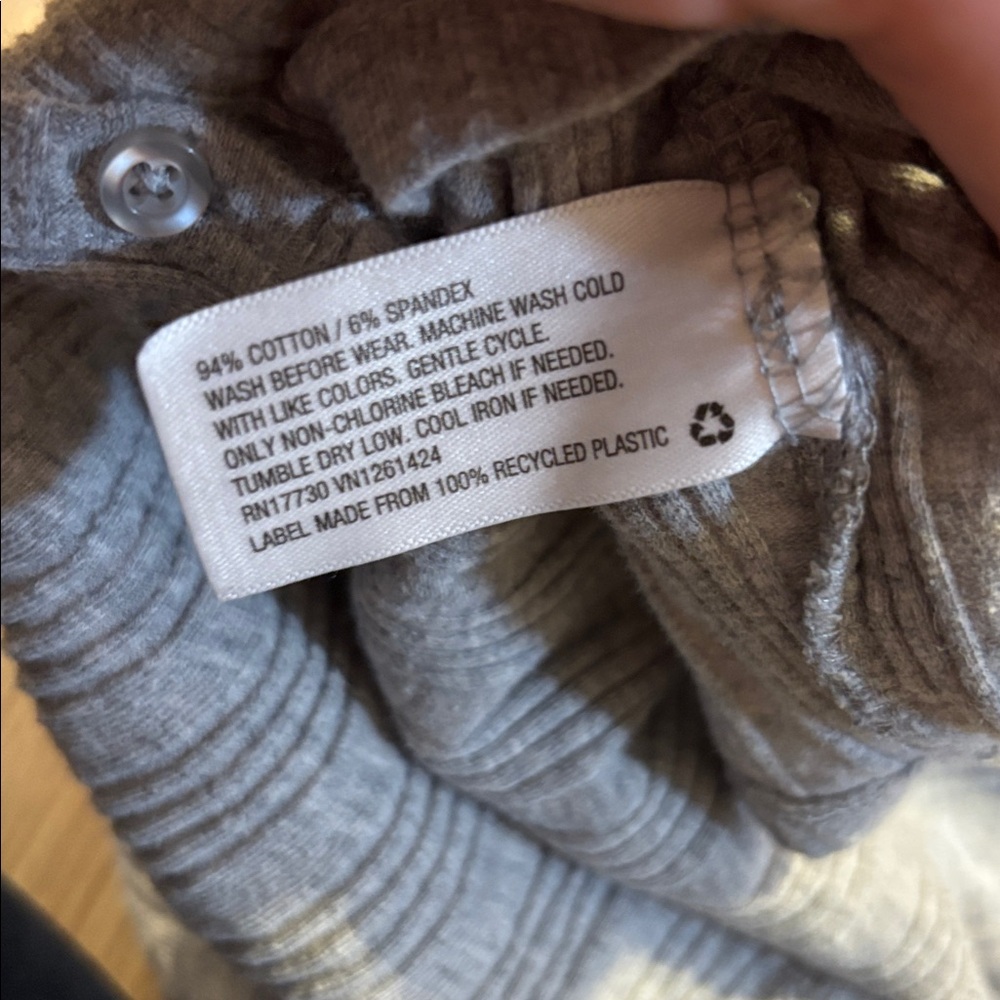 94% COTTON / 6% SPANDEX
WASH BEFORE WEAR. MACHINE WASH COLD
WITH LIKE COLORS. GENTLE CYCLE.
ONLY NON-CHLORINE BLEACH IF NEEDED.
TUMBLE DRY LOW. COOL IRON IF NEEDED.
RN17730 VN1261424
LABEL MADE FROM 100% RECYCLED PLASTIC